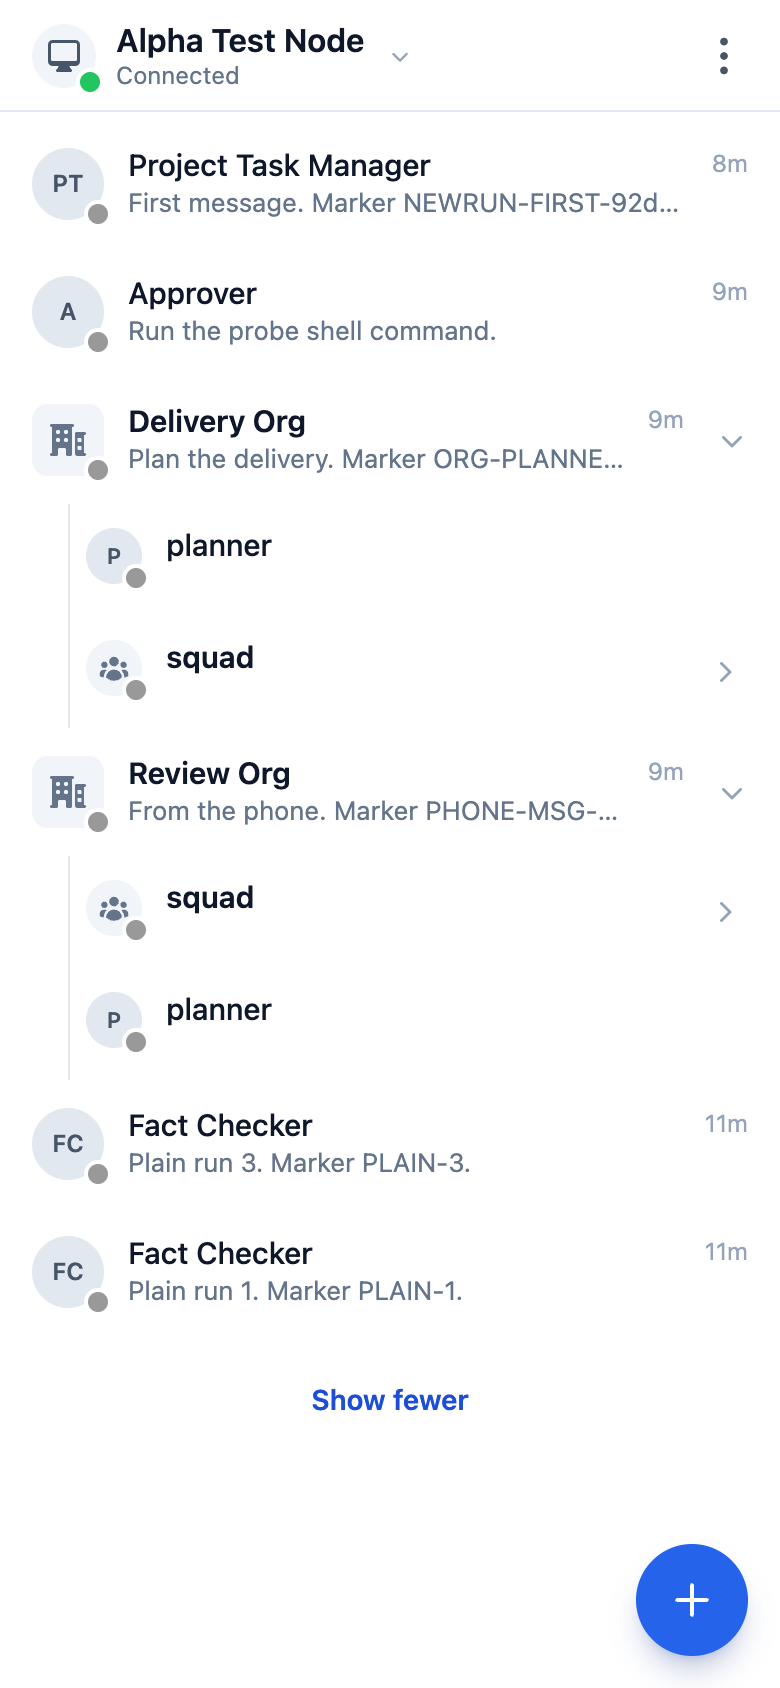 Alpha Test Node
Connected
PT
Project Task Manager
8m
First message. Marker NEWRUN-FIRST-92d...
A
Approver
9m
Run the probe shell command.
Delivery Org
9m
Plan the delivery. Marker ORG-PLANNE...
P
planner
squad
Review Org
9m
From the phone. Marker PHONE-MSG-...
squad
P
planner
FC
Fact Checker
11m
Plain run 3. Marker PLAIN-3.
FC
Fact Checker
11m
Plain run 1. Marker PLAIN-1.
Show fewer